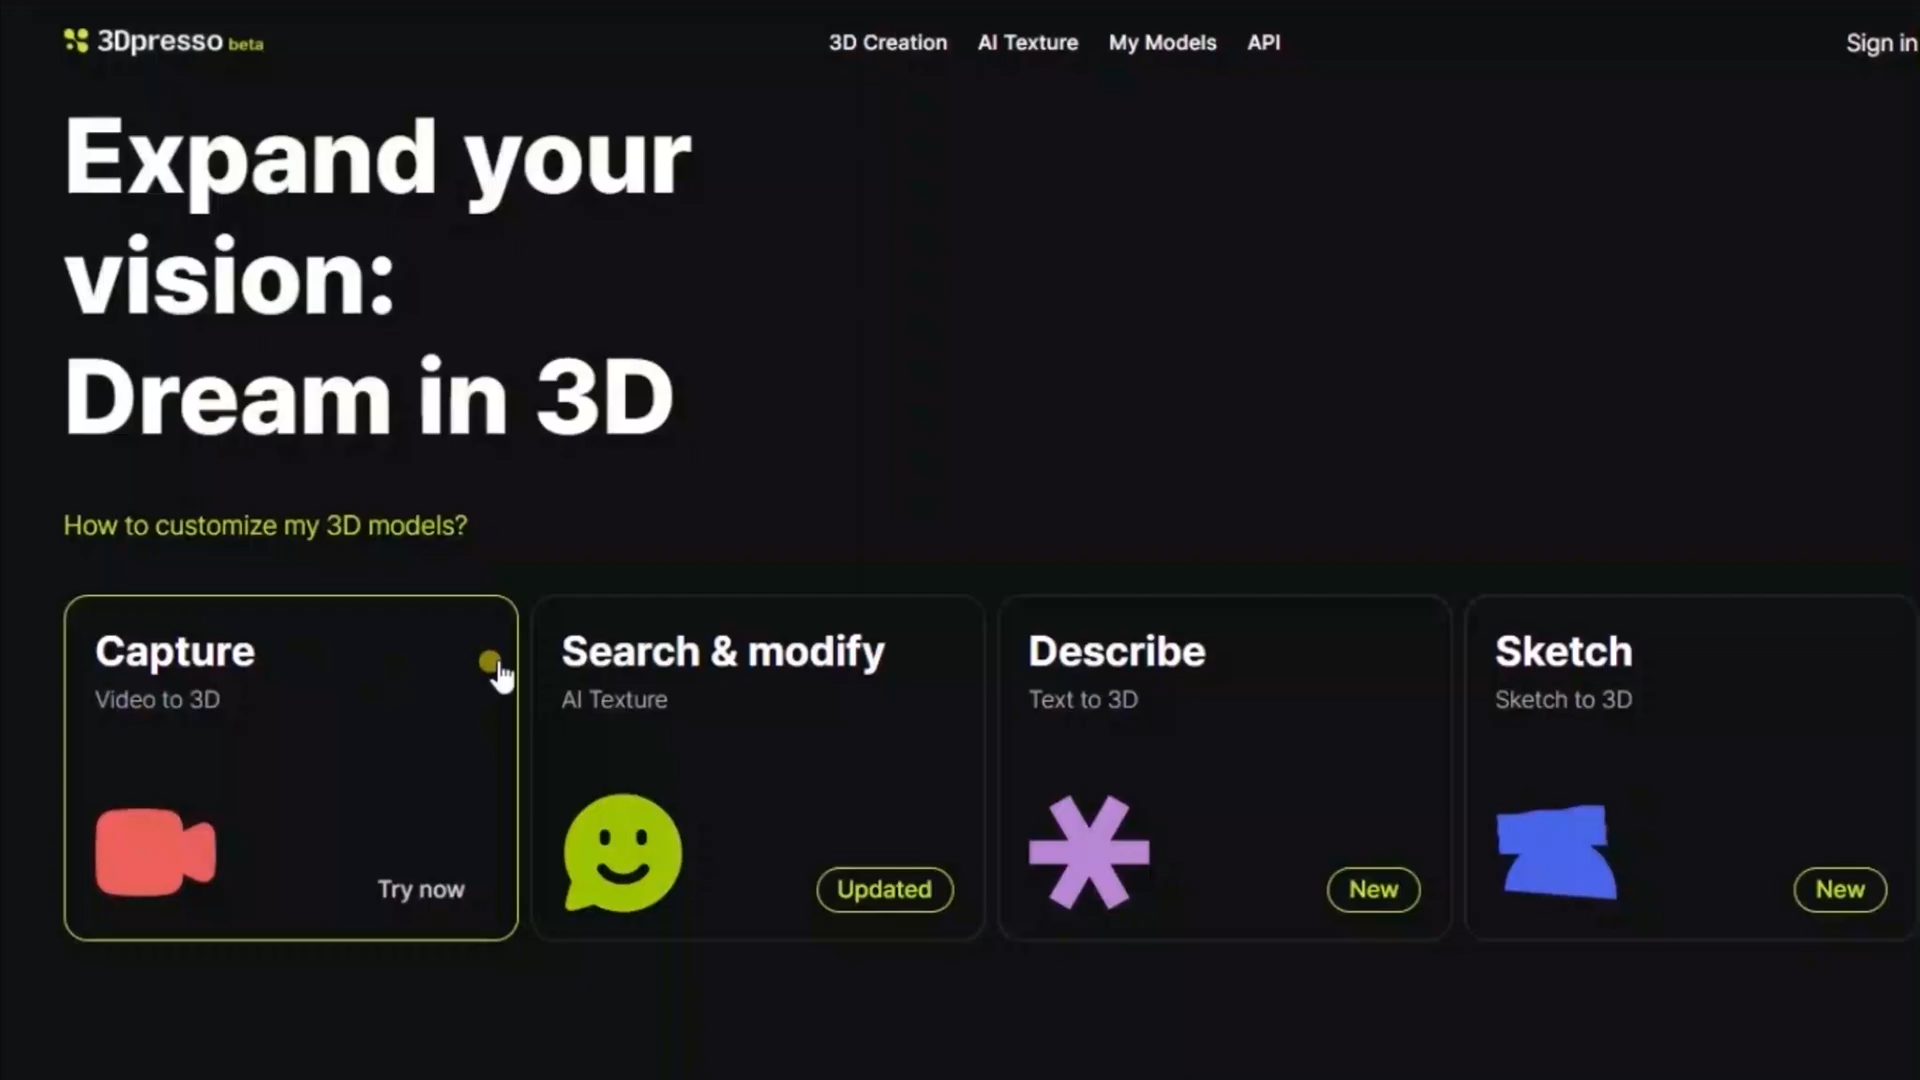 3Dpresso beta
3D Creation
AI Texture
My Models
API
Sign in
Expand your
vision:
Dream in 3D
How to customize my 3D models?
Capture
Video to 3D
Try now
Search & modify
AI Texture
Updated
Describe
Text to 3D
New
Sketch
Sketch to 3D
New